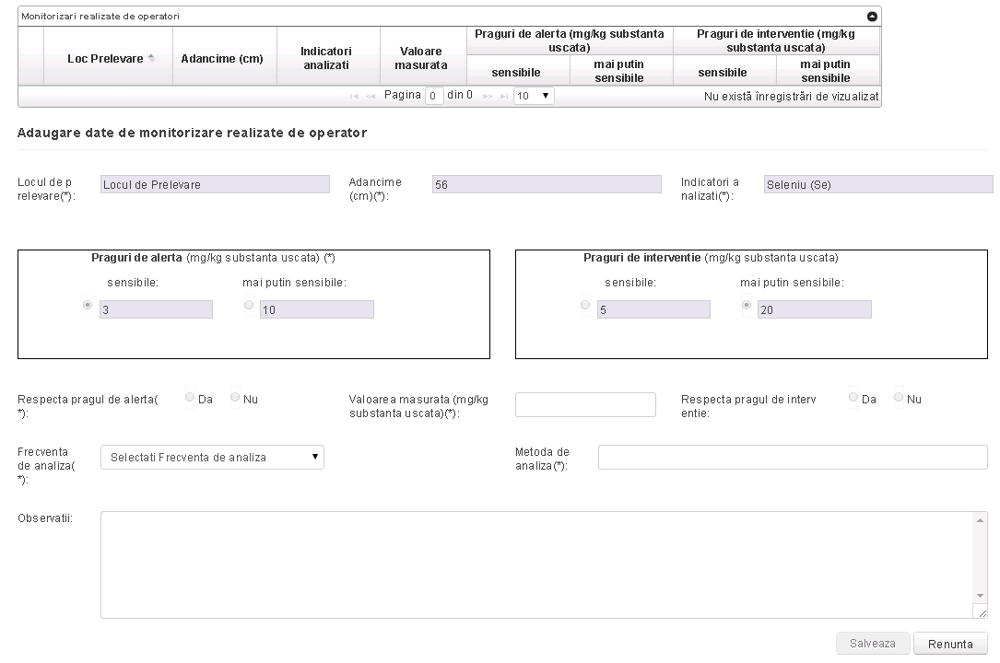 Monitorizari realizate de operatori
Loc Prelevare
Adancime (cm)
Indicatori
analizati
Valoare
masurata
Praguri de alerta (mg/kg substanta
uscata)
Praguri de interventie (mg/kg
substanta uscata)
sensibile
mai putin
sensibile
sensibile
mai putin
sensibile
Pagina 0 din 0
10
Nu există înregistrări de vizualizat
Adaugare date de monitorizare realizate de operator
Locul de p
relevare(*):
Locul de Prelevare
Adancime
(cm)(*):
56
Indicatori a
nalizati(*):
Seleniu (Se)
Praguri de alerta (mg/kg substanta uscata) (*)
sensibile:
mai putin sensibile:
3
10
Praguri de interventie (mg/kg substanta uscata)
sensibile:
mai putin sensibile:
5
20
Respecta pragul de alerta(
*):
Da
Nu
Valoarea masurata (mg/kg
substanta uscata)(*):
Respecta pragul de interv
entie:
Da
Nu
Frecventa
de analiza(
*):
Selectati Frecventa de analiza
Metoda de
analiza(*):
Observatii:
Salveaza
Renunta